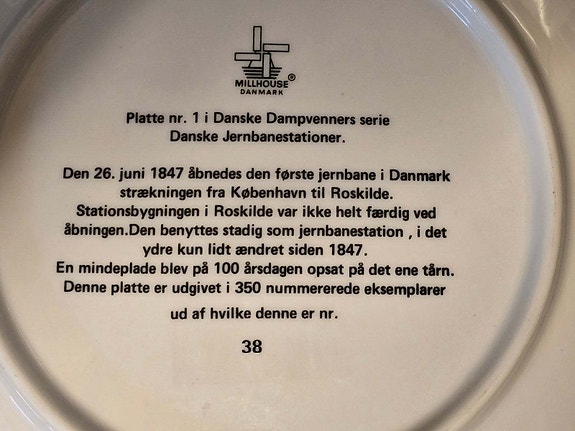 MILLHOUSE®
DANMARK
Platte nr. 1 i Danske Dampvenners serie
Danske Jernbanestationer.
Den 26. juni 1847 åbnedes den første jernbane i Danmark
strækningen fra København til Roskilde.
Stationsbygningen i Roskilde var ikke helt færdig ved
åbningen.Den benyttes stadig som jernbanestation , i det
ydre kun lidt ændret siden 1847.
En mindeplade blev på 100 årsdagen opsat på det ene tårn.
Denne platte er udgivet i 350 nummererede eksemplarer
ud af hvilke denne er nr.
38